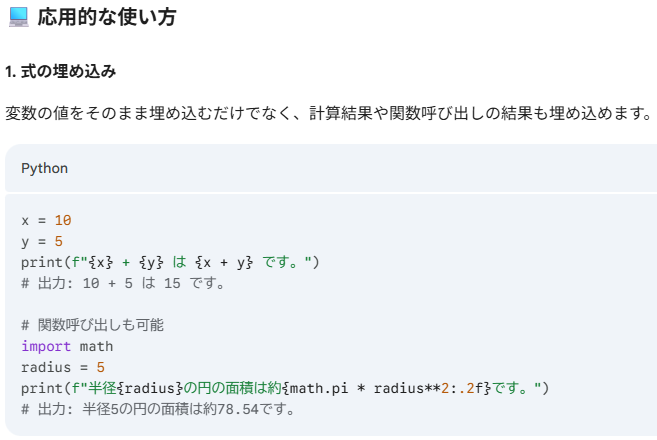 💻 応用的な使い方
1. 式の埋め込み
変数の値をそのまま埋め込むだけでなく、計算結果や関数呼び出しの結果も埋め込めます。
Python
x = 10
y = 5
print(f"{x} + {y} は {x + y} です。")
# 出力: 10 + 5 は 15 です。
# 関数呼び出しも可能
import math
radius = 5
print(f"半径{radius}の円の面積は約{math.pi * radius**2:.2f}です。")
# 出力: 半径5の円の面積は約78.54です。